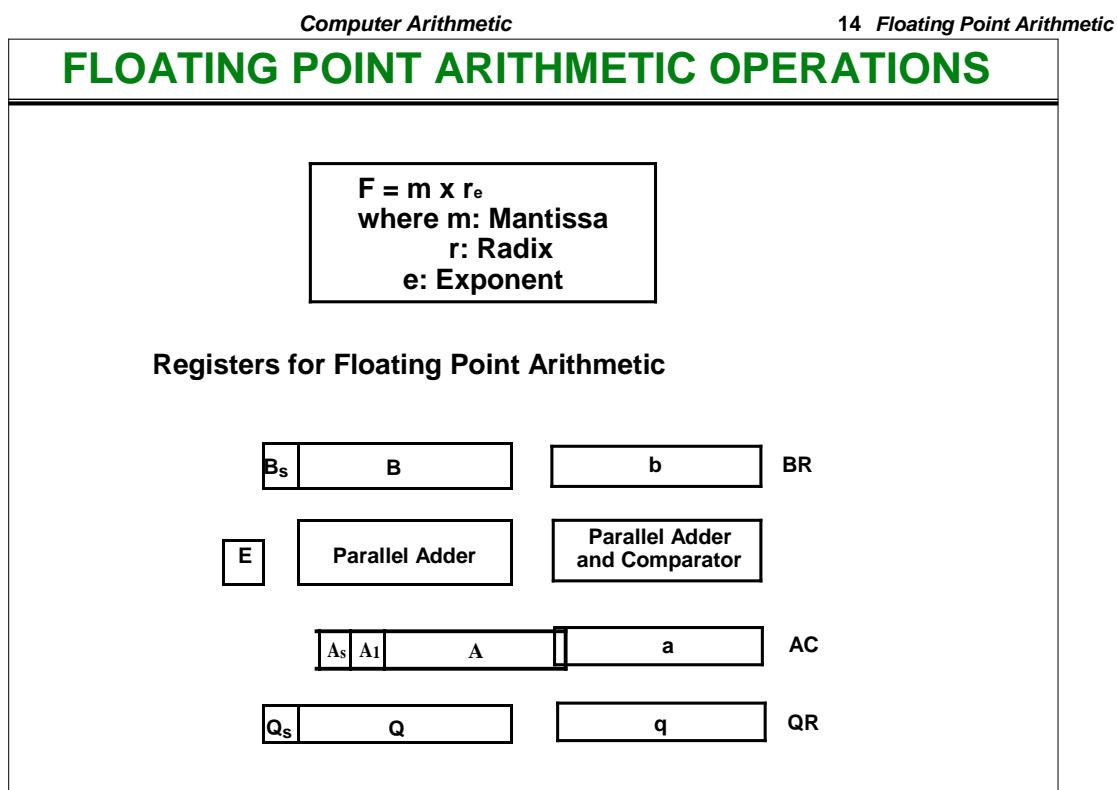 Computer Arithmetic 14 Floating Point Arithmetic
FLOATING POINT ARITHMETIC OPERATIONS
F = m x re
where m: Mantissa
r: Radix
e: Exponent
Registers for Floating Point Arithmetic
Bs B b BR
E Parallel Adder Parallel Adder
and Comparator
As A1 A a AC
Qs Q q QR